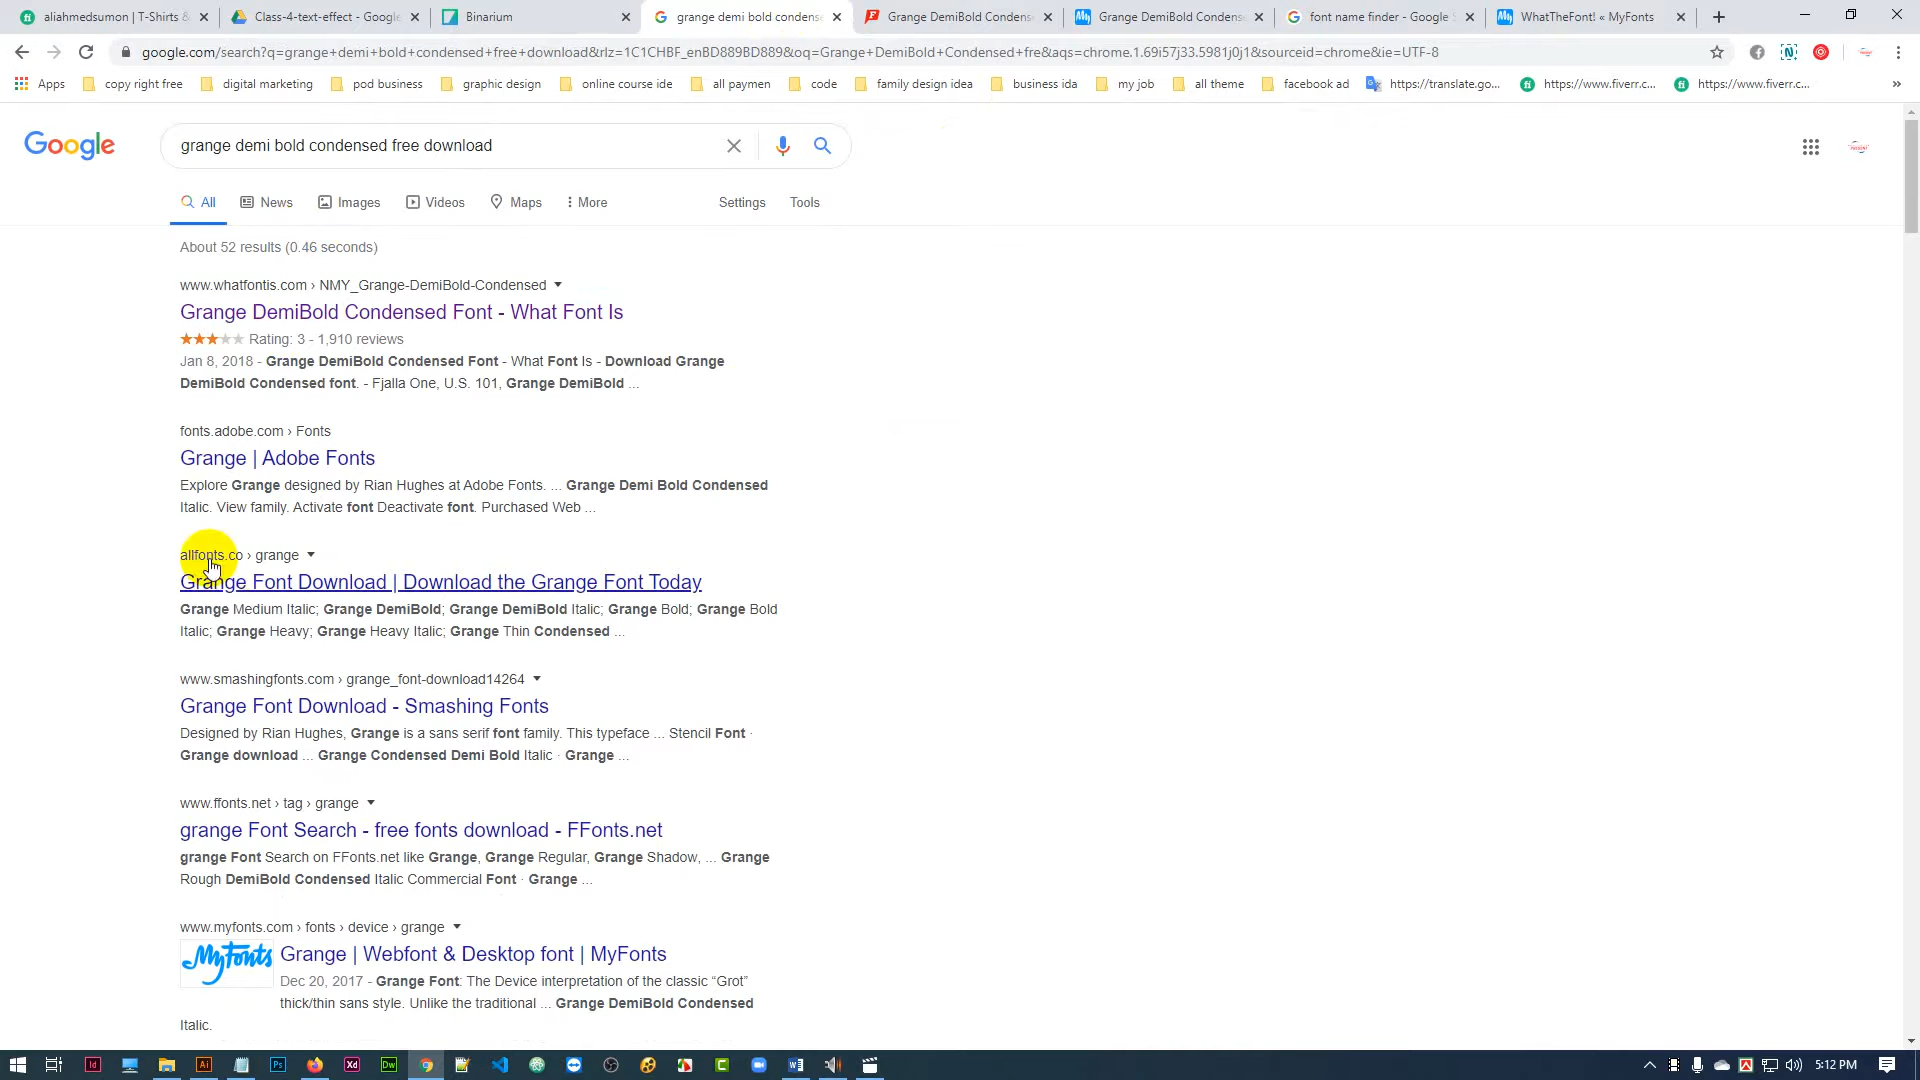 aliahmedsumon | T-Shirts &
Class-4-text-effect - Google
Binarium
grange demi bold condense
Grange DemiBold Condens
Grange DemiBold Condense
font name finder - Google S
WhatTheFont! « MyFonts
google.com/search?q=grange+demi+bold+condensed+free+download&rlz=1C1CHBF_enBD889BD889&oq=Grange+DemiBold+Condensed+fre&aqs=chrome.1.69i57j33.5981j0j1&sourceid=chrome&ie=UTF-8
Apps
copy right free
digital marketing
pod business
graphic design
online course ide
all paymen
code
family design idea
business ida
my job
all theme
facebook ad
https://translate.go...
https://www.fiverr.c...
https://www.fiverr.c...
Google
grange demi bold condensed free download
All
News
Images
Videos
Maps
More
Settings
Tools
About 52 results (0.46 seconds)
www.whatfontis.com › NMY_Grange-DemiBold-Condensed
Grange DemiBold Condensed Font - What Font Is
Rating: 3 - 1,910 reviews
Jan 8, 2018 - Grange DemiBold Condensed Font - What Font Is - Download Grange
DemiBold Condensed font. - Fjalla One, U.S. 101, Grange DemiBold ...
fonts.adobe.com › Fonts
Grange | Adobe Fonts
Explore Grange designed by Rian Hughes at Adobe Fonts. ... Grange Demi Bold Condensed
Italic. View family. Activate font Deactivate font. Purchased Web ...
allfonts.co › grange
Grange Font Download | Download the Grange Font Today
Grange Medium Italic; Grange DemiBold; Grange DemiBold Italic; Grange Bold; Grange Bold
Italic; Grange Heavy; Grange Heavy Italic; Grange Thin Condensed ...
www.smashingfonts.com › grange_font-download14264
Grange Font Download - Smashing Fonts
Designed by Rian Hughes, Grange is a sans serif font family. This typeface ... Stencil Font ·
Grange download ... Grange Condensed Demi Bold Italic · Grange ...
www.ffonts.net › tag › grange
grange Font Search - free fonts download - FFonts.net
grange Font Search on FFonts.net like Grange, Grange Regular, Grange Shadow, ... Grange
Rough DemiBold Condensed Italic Commercial Font · Grange ...
www.myfonts.com › fonts › device › grange
MyFonts
Grange | Webfont & Desktop font | MyFonts
Dec 20, 2017 - Grange Font: The Device interpretation of the classic “Grot”
thick/thin sans style. Unlike the traditional ... Grange DemiBold Condensed
Italic.
5:12 PM